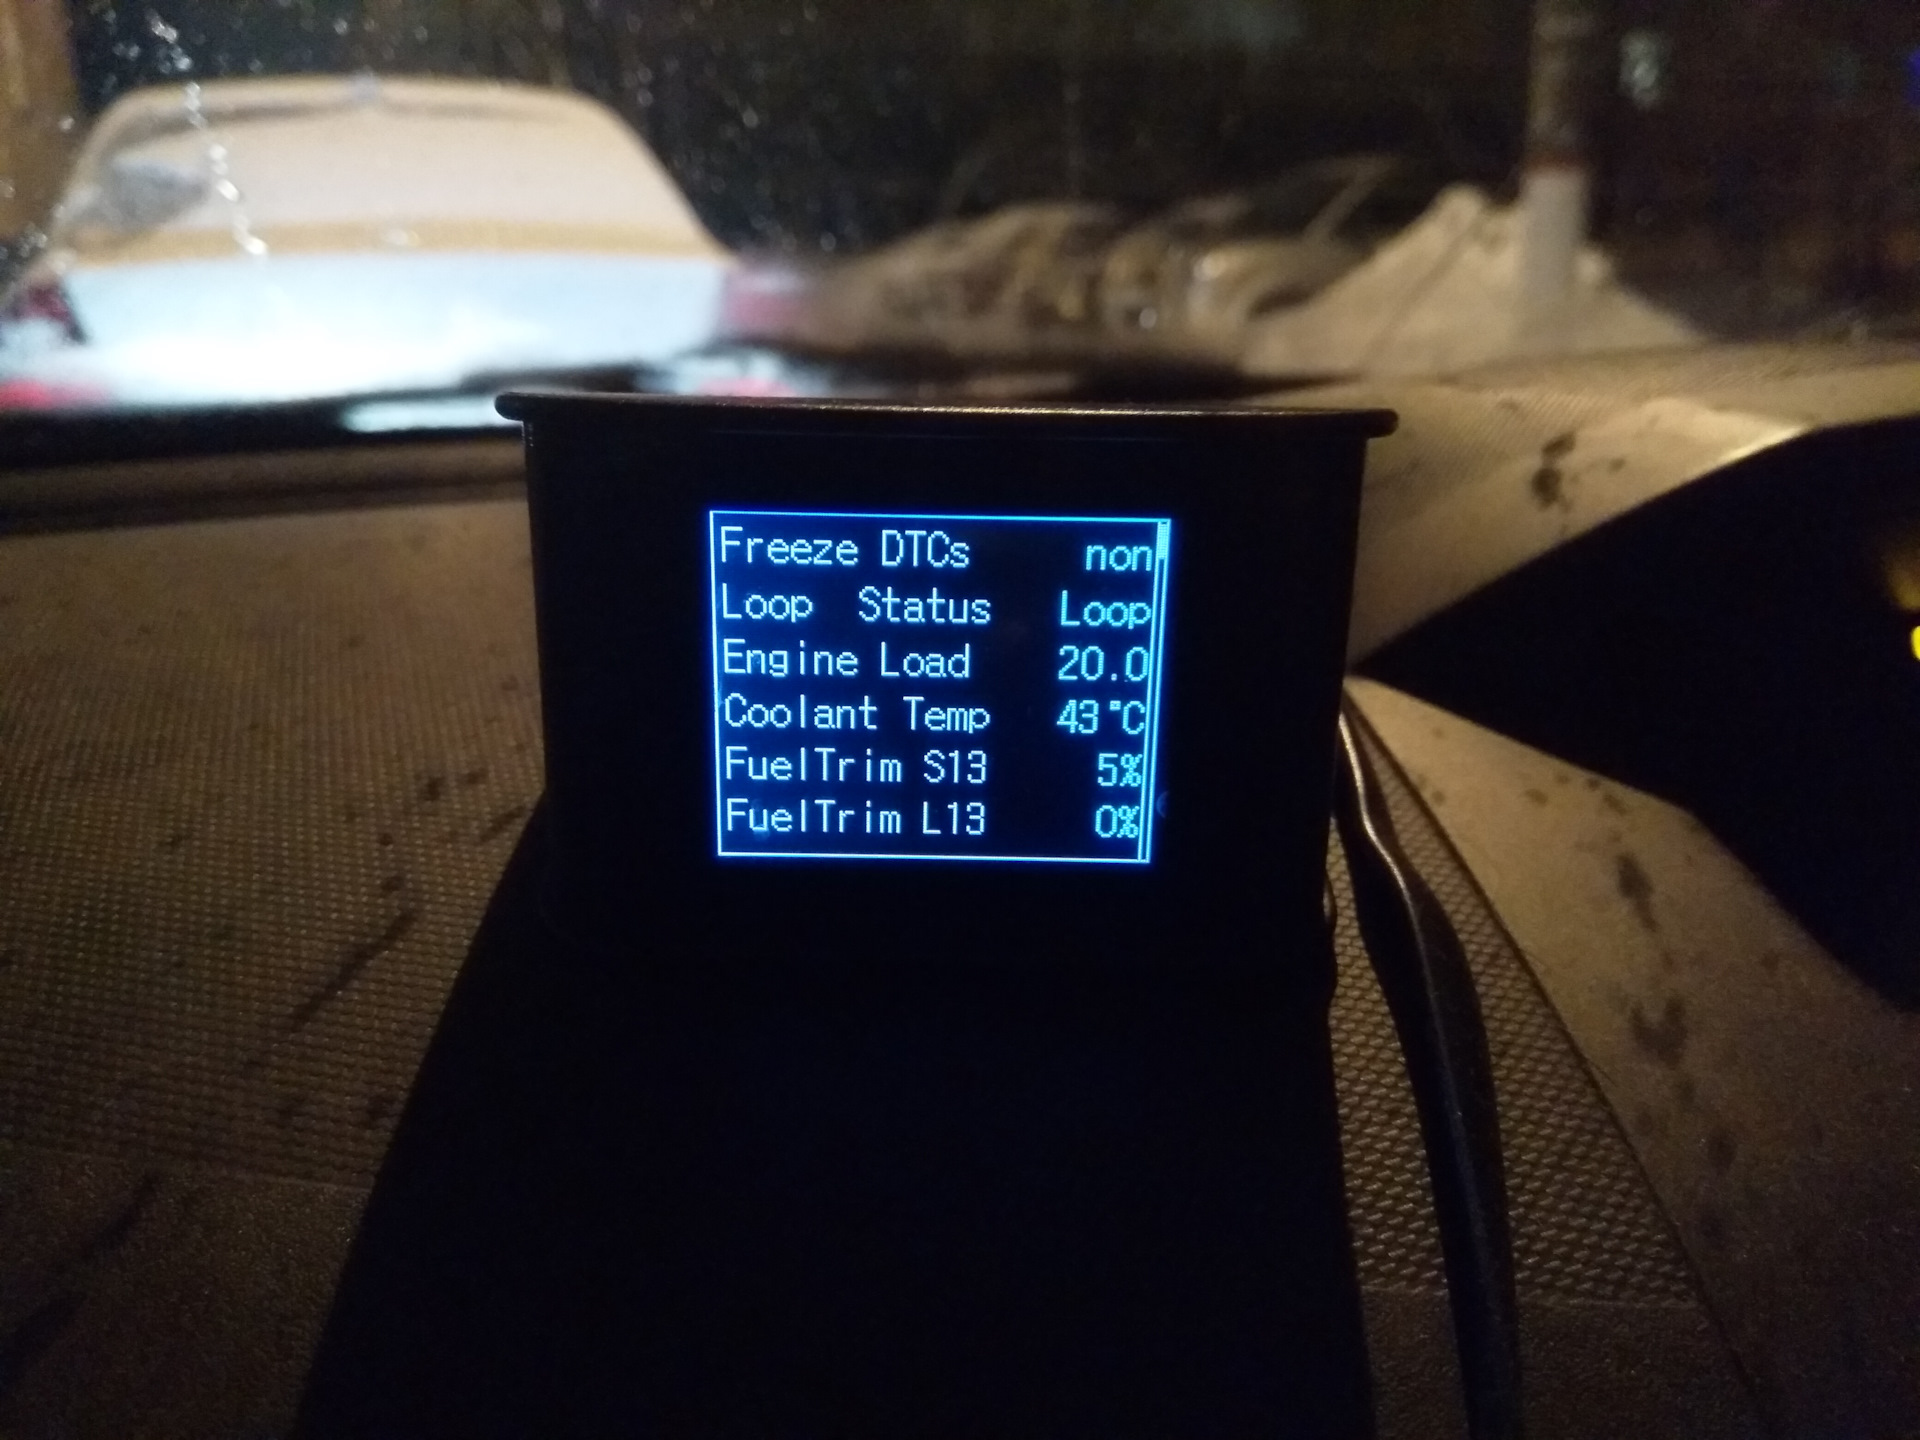 Freeze DTCs non
Loop Status Loop
Engine Load 20.0
Coolant Temp 43°C
FuelTrim S13 5%
FuelTrim L13 0%